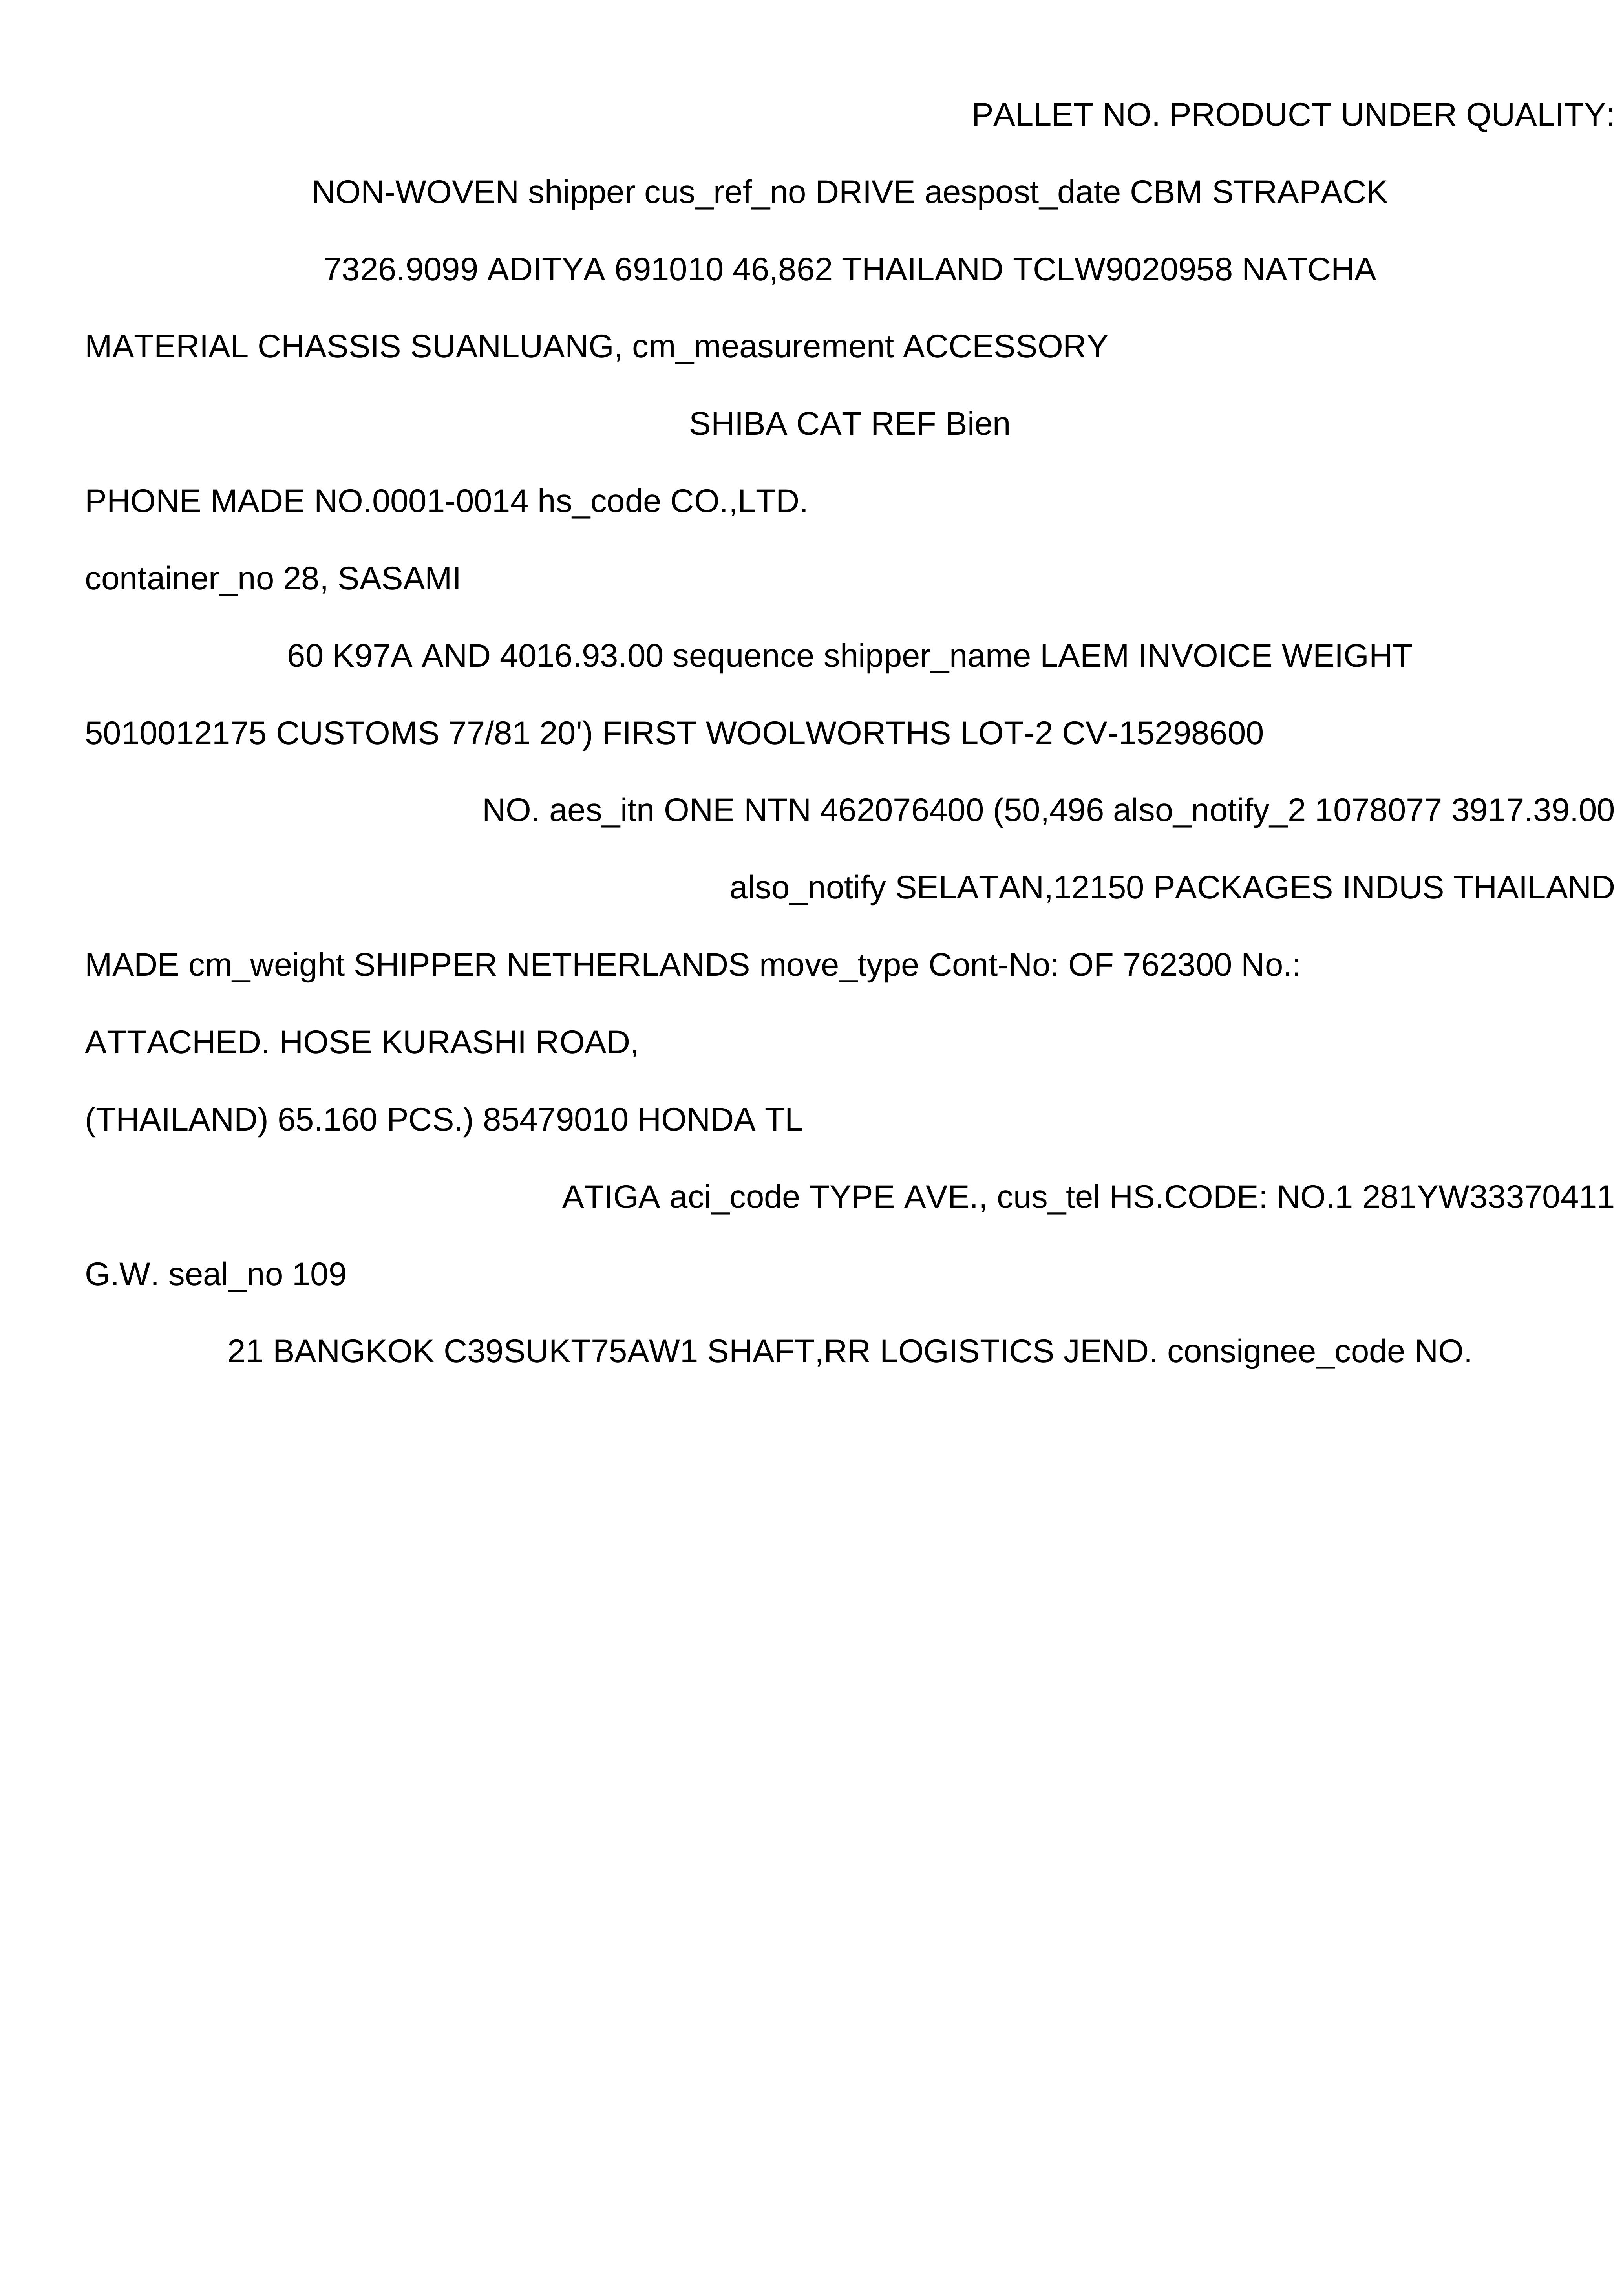 PALLET NO. PRODUCT UNDER QUALITY:
NON-WOVEN shipper cus_ref_no DRIVE aespost_date CBM STRAPACK
7326.9099 ADITYA 691010 46,862 THAILAND TCLW9020958 NATCHA
MATERIAL CHASSIS SUANLUANG, cm_measurement ACCESSORY
SHIBA CAT REF Bien
PHONE MADE NO.0001-0014 hs_code CO.,LTD.
container_no 28, SASAMI
60 K97A AND 4016.93.00 sequence shipper_name LAEM INVOICE WEIGHT
5010012175 CUSTOMS 77/81 20') FIRST WOOLWORTHS LOT-2 CV-15298600
NO. aes_itn ONE NTN 462076400 (50,496 also_notify_2 1078077 3917.39.00
also_notify SELATAN,12150 PACKAGES INDUS THAILAND
MADE cm_weight SHIPPER NETHERLANDS move_type Cont-No: OF 762300 No.:
ATTACHED. HOSE KURASHI ROAD,
(THAILAND) 65.160 PCS.) 85479010 HONDA TL
ATIGA aci_code TYPE AVE., cus_tel HS.CODE: NO.1 281YW33370411
G.W. seal_no 109
21 BANGKOK C39SUKT75AW1 SHAFT,RR LOGISTICS JEND. consignee_code NO.